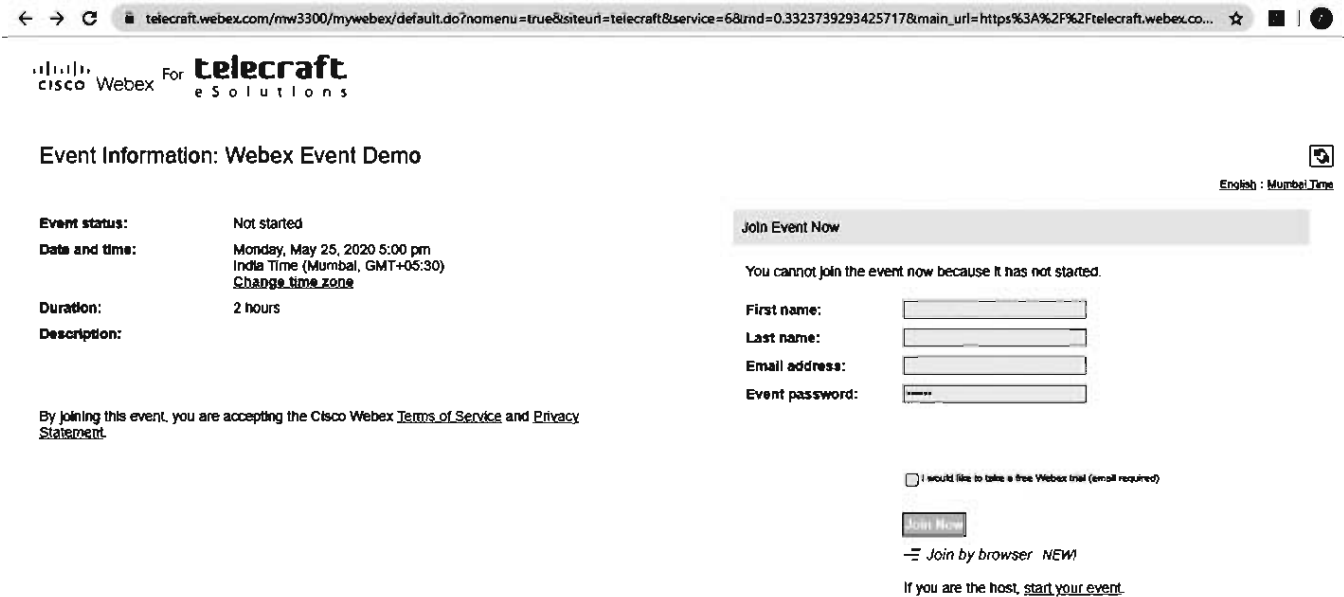 telecraft.webex.com/mw3300/mywebex/default.do?nomenu=true&siteurl=telecraft&service=6&rnd=0.3323739293425717&main_url=https%3A%2F%2Ftelecraft.webex.co...
cisco Webex For telecraft
eSolutions
Event Information: Webex Event Demo
English : Mumbai Time
Event status: Not started
Date and time: Monday, May 25, 2020 5:00 pm
India Time (Mumbai, GMT+05:30)
Change time zone
Duration: 2 hours
Description:
By joining this event, you are accepting the Cisco Webex Terms of Service and Privacy
Statement.
Join Event Now
You cannot join the event now because it has not started.
First name:
Last name:
Email address:
Event password:
I would like to take a free Webex trial (email required)
Join Now
Join by browser NEW!
If you are the host, start your event.